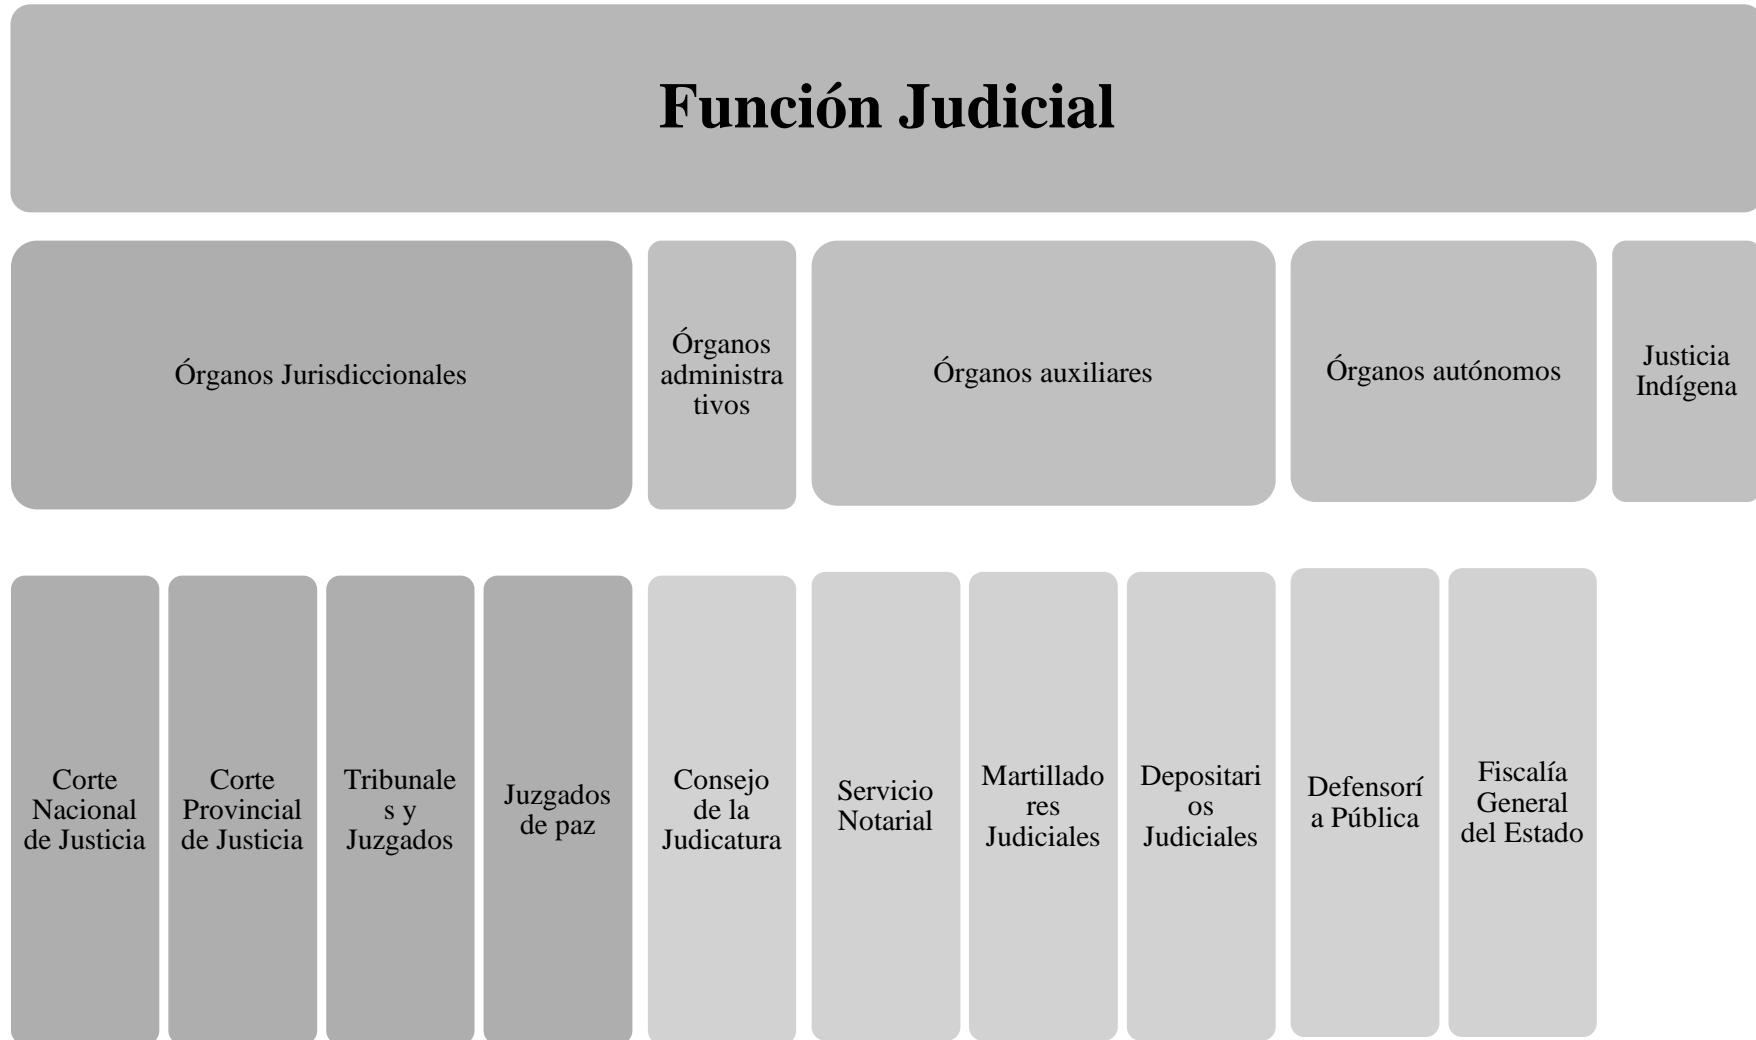 Función Judicial
Órganos Jurisdiccionales
Órganos
administra
tivos
Órganos auxiliares
Órganos autónomos
Justicia
Indígena
Corte
Nacional
de Justicia
Corte
Provincial
de Justicia
Tribunale
s y
Juzgados
Juzgados
de paz
Consejo
de la
Judicatura
Servicio
Notarial
Martillado
res
Judiciales
Depositari
os
Judiciales
Defensorí
a Pública
Fiscalía
General
del Estado